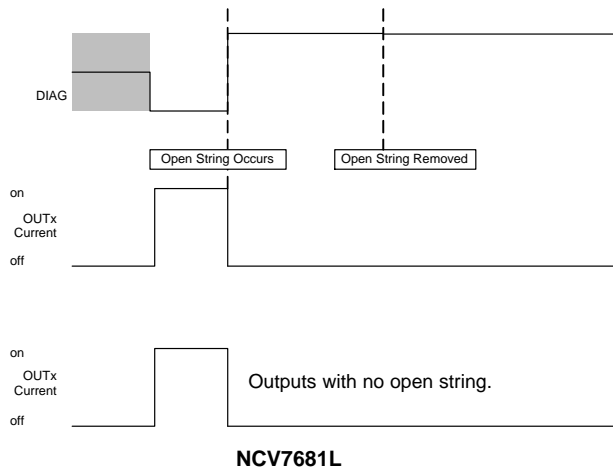 DIAG
Open String Occurs
Open String Removed
on
OUTx
Current
off
on
OUTx
Current
off
Outputs with no open string.
NCV7681L